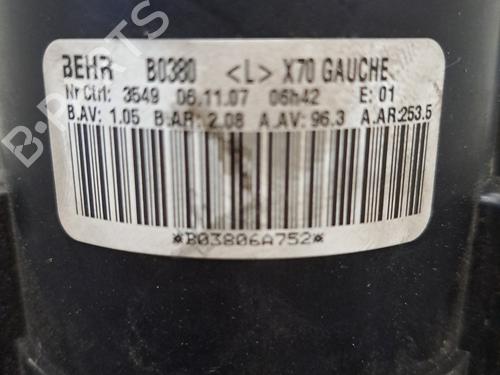 BEHR B0380 <L> X70 GAUCHE
Nr Ctrl: 3549 06.11.07 06h42 E: 01
B.AV: 1.05 B.AR: 2.08 A.AV: 96.3 A.AR:253.5
*B03806A752*
B-PARTS